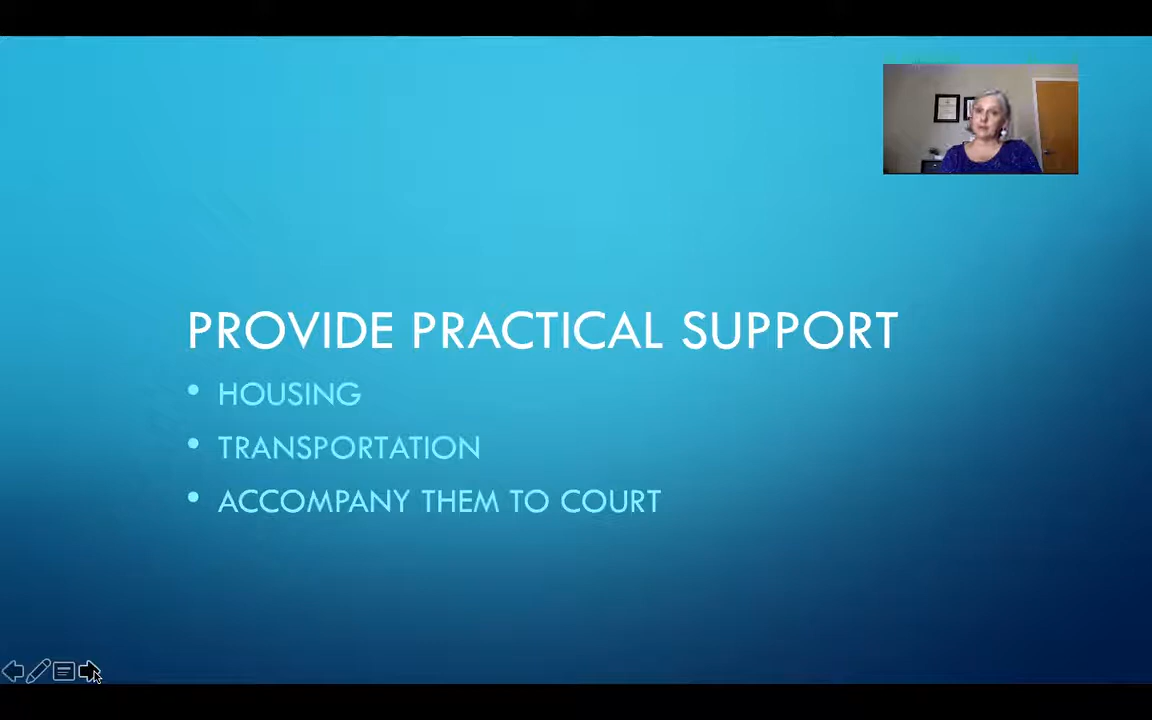 PROVIDE PRACTICAL SUPPORT
• HOUSING
• TRANSPORTATION
• ACCOMPANY THEM TO COURT